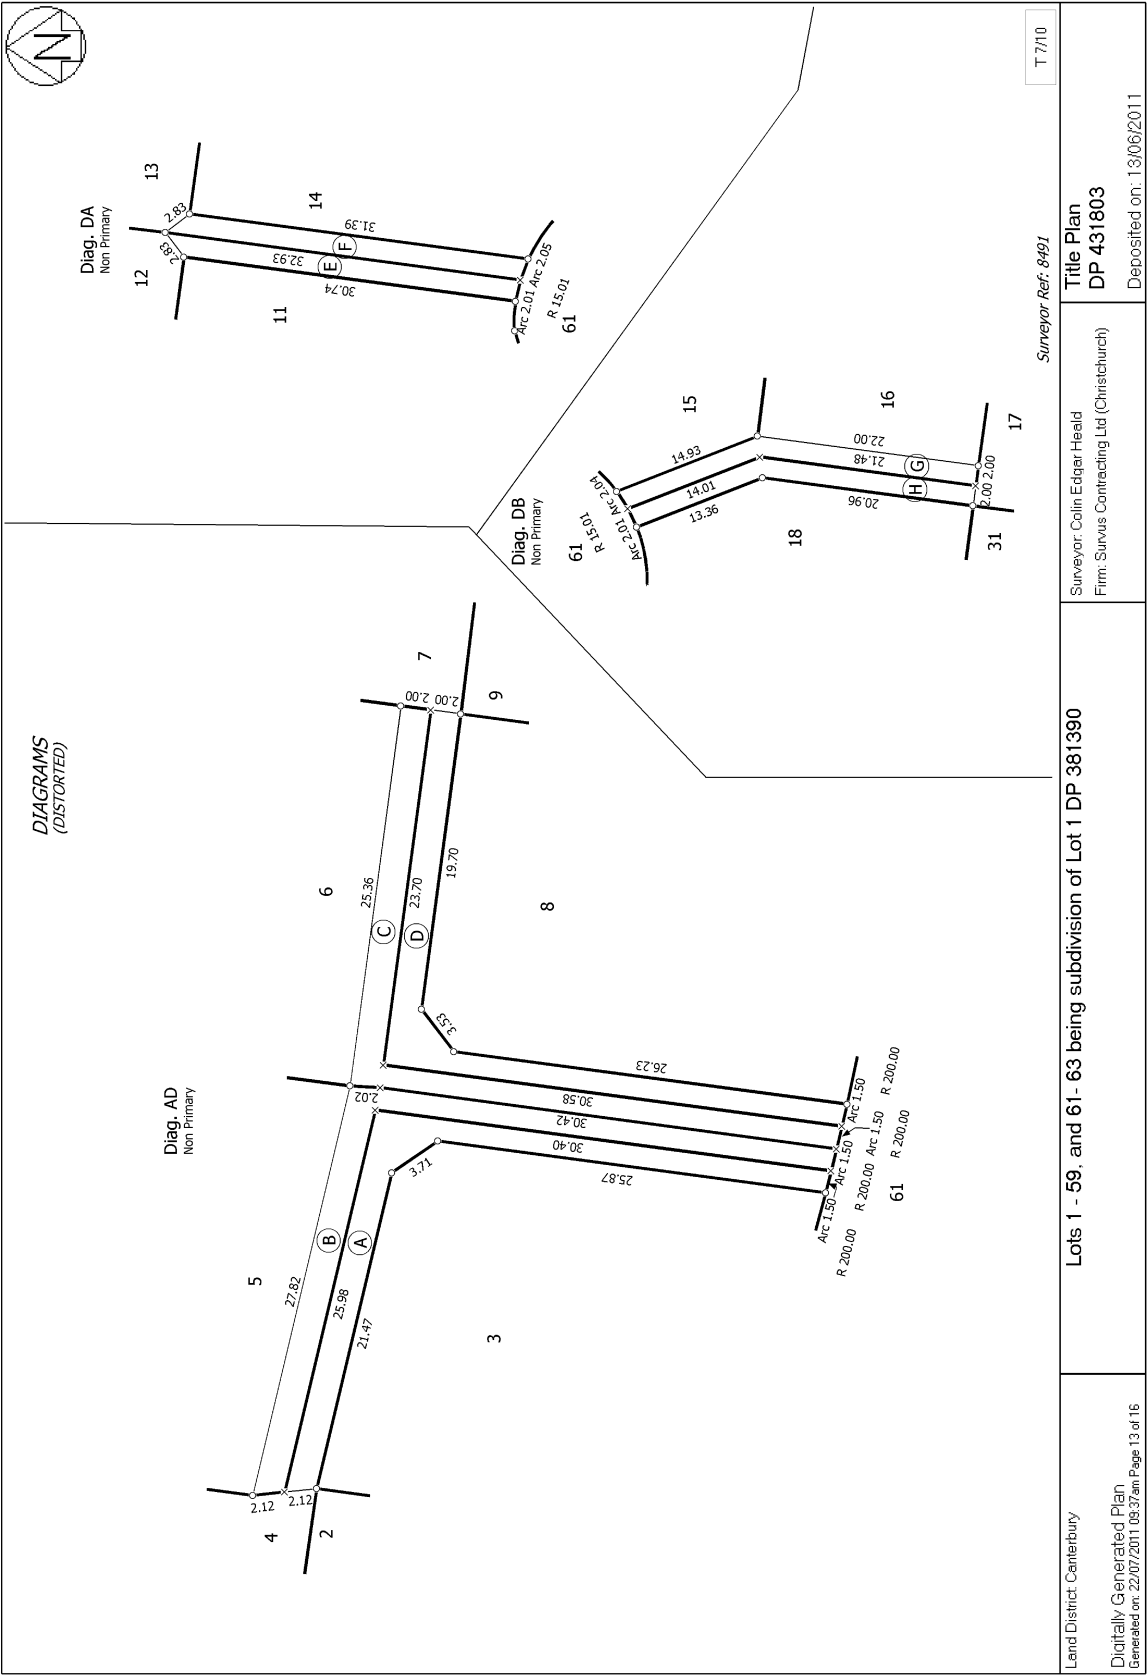 DIAGRAMS
(DISTORTED)
N
Diag. AD
Non Primary
5
6
7
27.82
25.36
2.00
2.00
2.12
2.12
4
2
B
A
25.98
21.47
3.71
2.02
C
D
23.70
19.70
3.53
9
3
8
25.87
30.40
30.42
30.58
26.23
Arc 1.50
Arc 1.50
Arc 1.50
Arc 1.50
R 200.00
R 200.00
R 200.00
R 200.00
61
Diag. DA
Non Primary
12
13
2.83
2.83
11
14
30.74
E
32.93
F
31.39
Arc 2.01
Arc 2.05
R 15.01
61
Diag. DB
Non Primary
61
R 15.01
Arc 2.01
Arc 2.04
15
13.36
14.01
14.93
18
16
20.96
H
21.48
G
22.00
2.00
2.00
31
17
T 7/10
Surveyor Ref: 8491
Land District: Canterbury
Digitally Generated Plan
Generated on: 22/07/2011 09:37am Page 13 of 16
Lots 1 - 59, and 61- 63 being subdivision of Lot 1 DP 381390
Surveyor: Colin Edgar Heald
Firm: Survus Contracting Ltd (Christchurch)
Title Plan
DP 431803
Deposited on: 13/06/2011